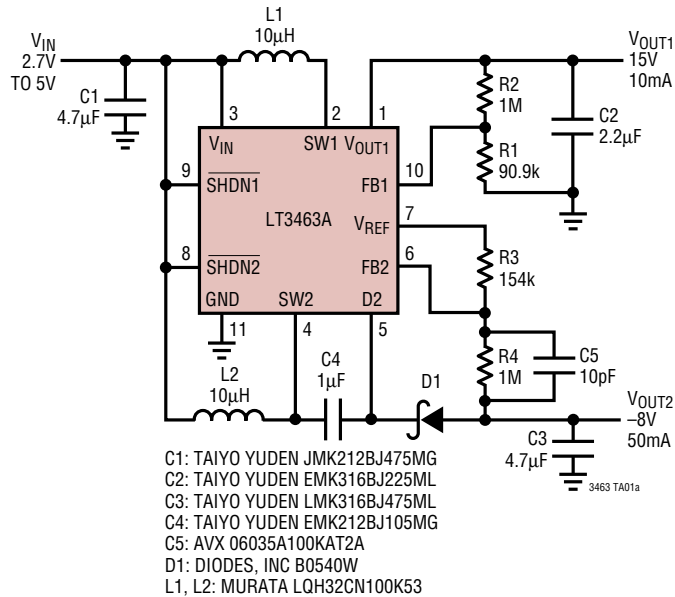 L1
10µH
V_IN
2.7V
TO 5V
C1
4.7µF
V_OUT1
15V
10mA
R2
1M
C2
2.2µF
R1
90.9k
3
2
1
V_IN
SW1
V_OUT1
9
SHDN1
10
FB1
LT3463A
7
V_REF
8
SHDN2
6
FB2
R3
154k
GND
SW2
D2
11
4
5
L2
10µH
C4
1µF
D1
R4
1M
C5
10pF
V_OUT2
–8V
50mA
C3
4.7µF
3463 TA01a
C1: TAIYO YUDEN JMK212BJ475MG
C2: TAIYO YUDEN EMK316BJ225ML
C3: TAIYO YUDEN LMK316BJ475ML
C4: TAIYO YUDEN EMK212BJ105MG
C5: AVX 06035A100KAT2A
D1: DIODES, INC B0540W
L1, L2: MURATA LQH32CN100K53